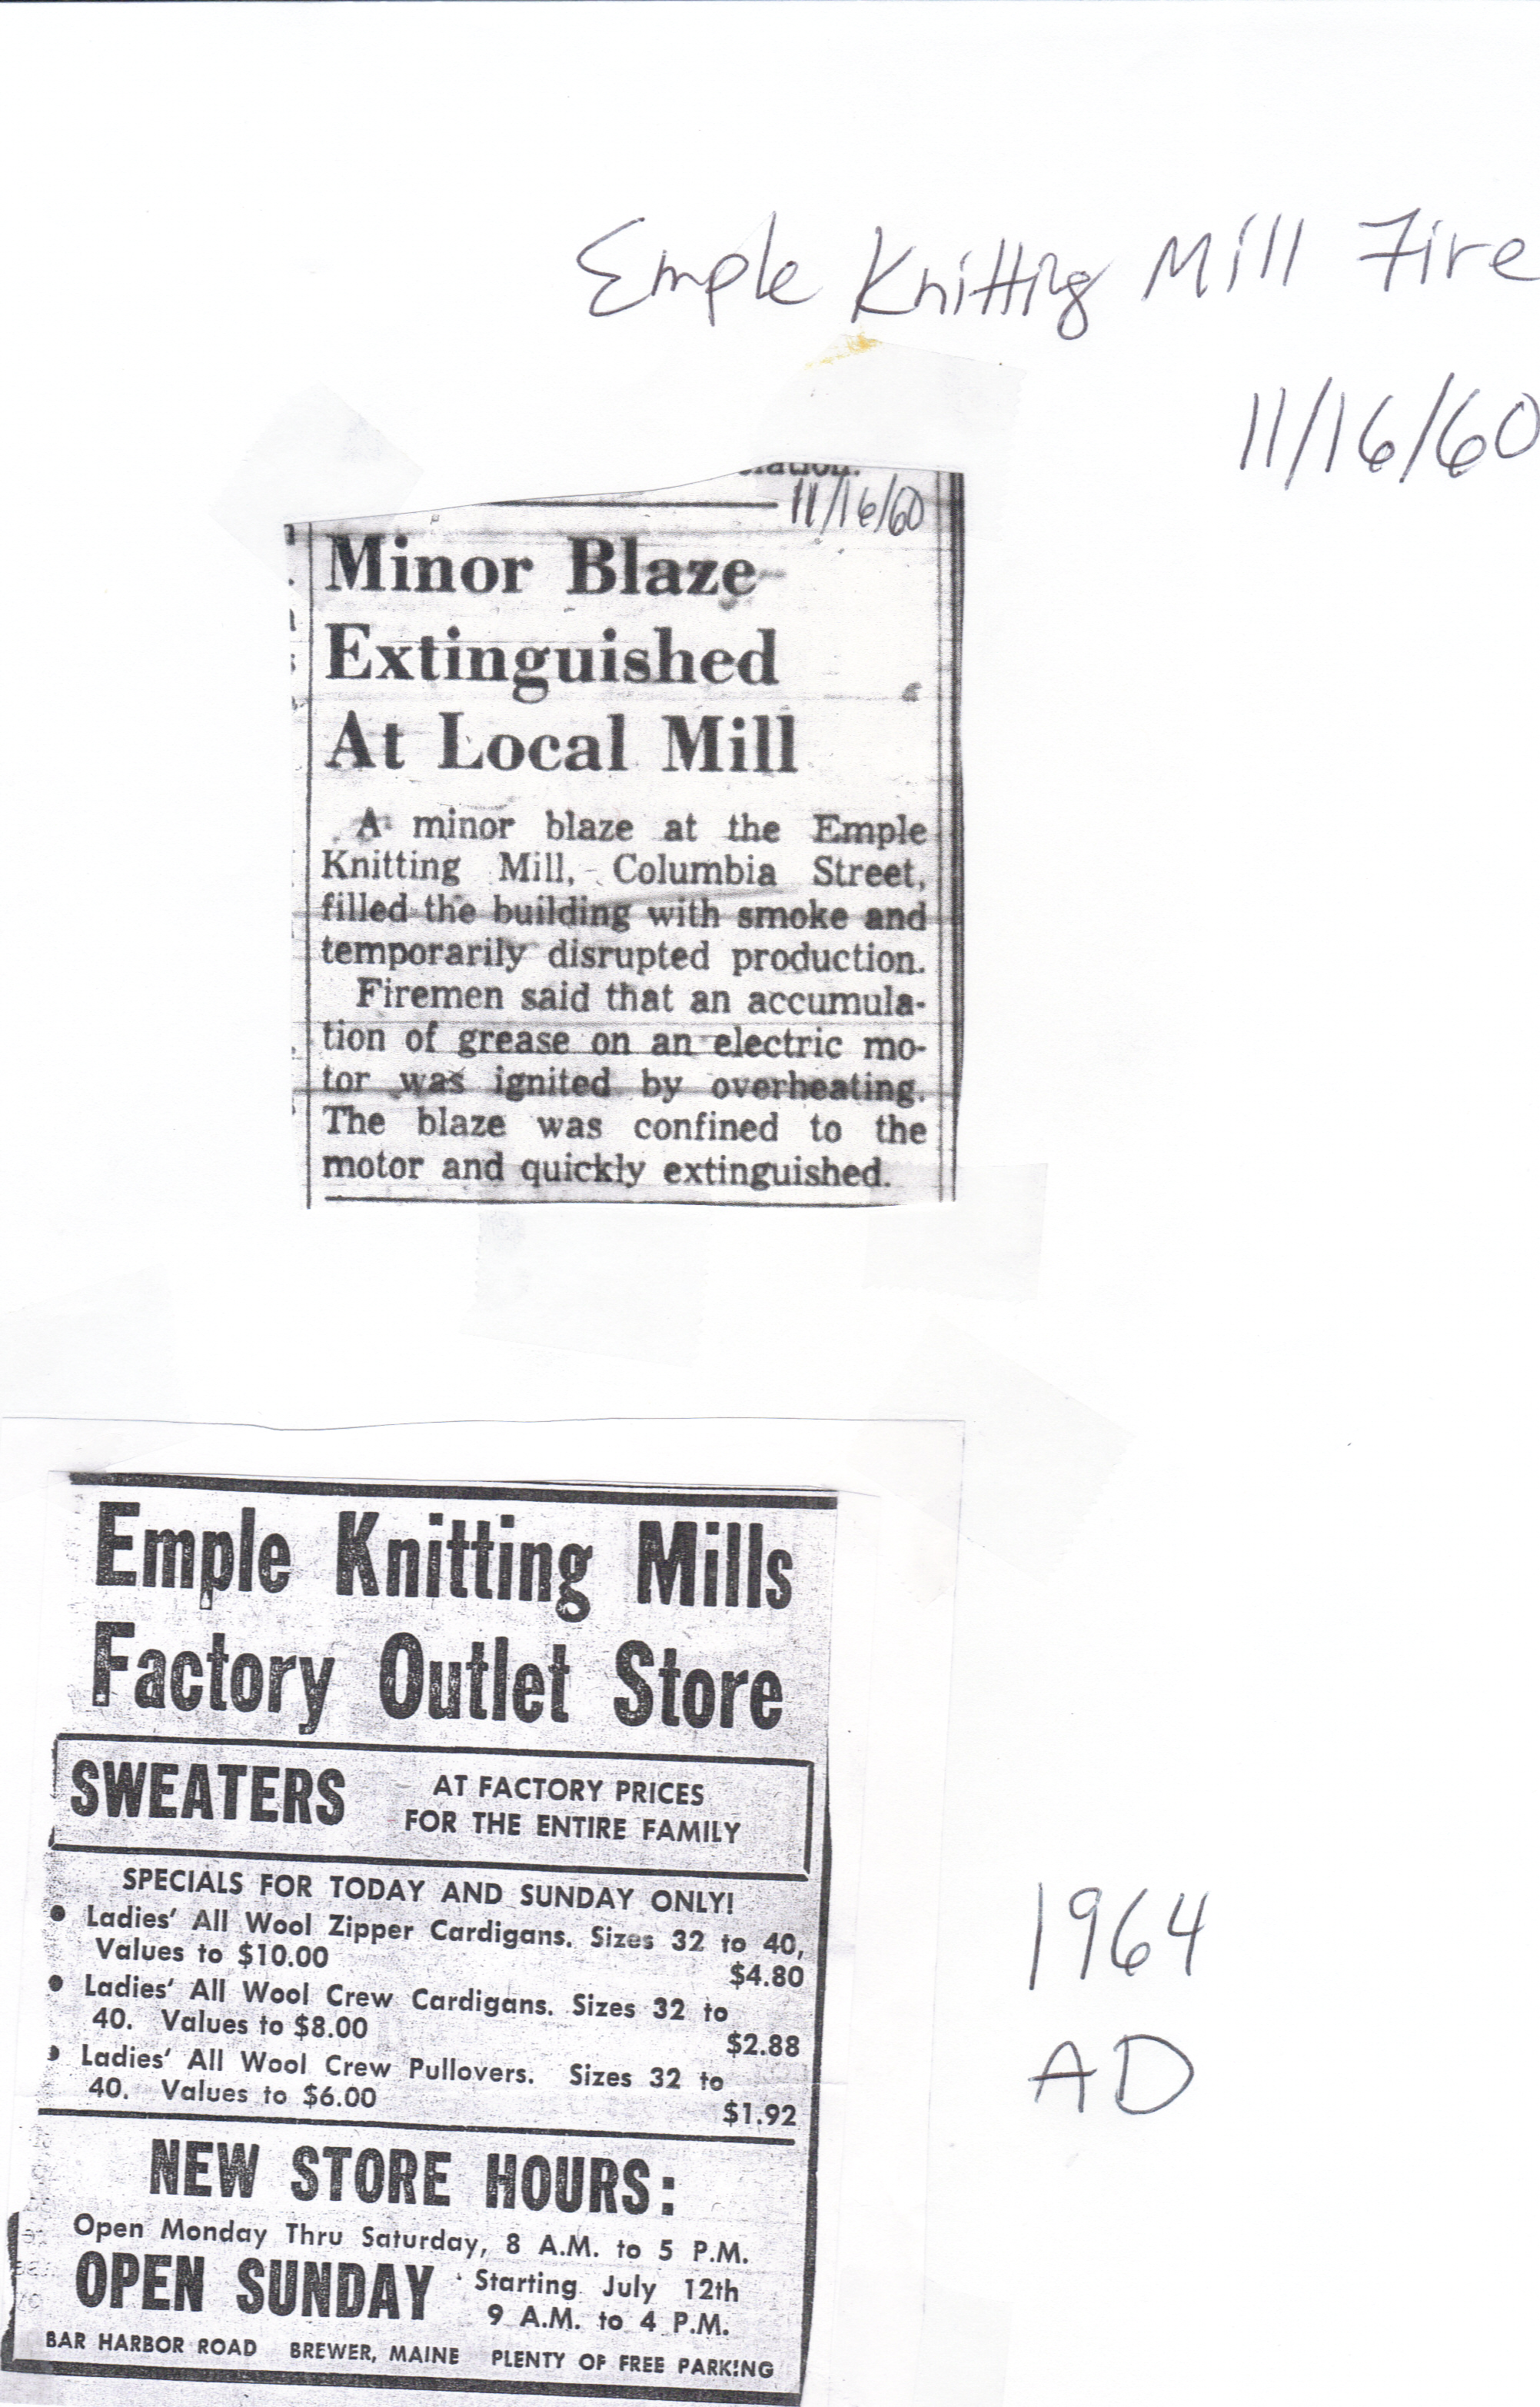 Emple Knitting Mill Fire
11/16/60
11/16/60
Minor Blaze
Extinguished
At Local Mill
A minor blaze at the Emple
Knitting Mill, Columbia Street,
filled the building with smoke and
temporarily disrupted production.
Firemen said that an accumula-
tion of grease on an electric mo-
tor was ignited by overheating.
The blaze was confined to the
motor and quickly extinguished.
Emple Knitting Mills
Factory Outlet Store
SWEATERS
AT FACTORY PRICES
FOR THE ENTIRE FAMILY
SPECIALS FOR TODAY AND SUNDAY ONLY!
• Ladies' All Wool Zipper Cardigans. Sizes 32 to 40,
Values to $10.00 $4.80
• Ladies' All Wool Crew Cardigans. Sizes 32 to
40. Values to $8.00 $2.88
• Ladies' All Wool Crew Pullovers. Sizes 32 to
40. Values to $6.00 $1.92
NEW STORE HOURS:
Open Monday Thru Saturday, 8 A.M. to 5 P.M.
OPEN SUNDAY Starting July 12th
9 A.M. to 4 P.M.
BAR HARBOR ROAD BREWER, MAINE PLENTY OF FREE PARKING
1964
AD